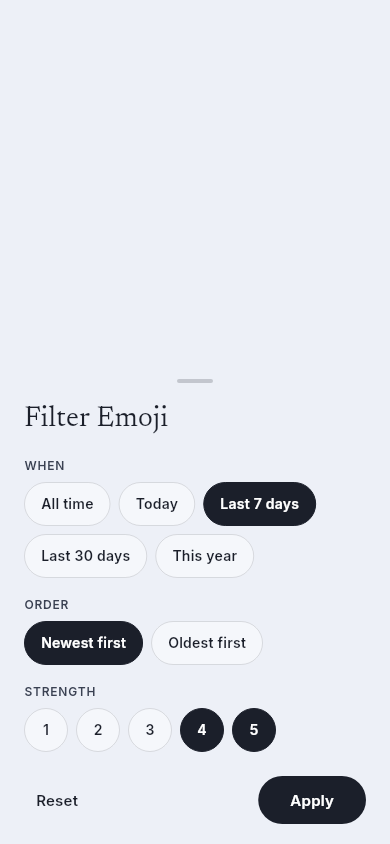 Filter Emoji
WHEN
All time Today Last 7 days
Last 30 days This year
ORDER
Newest first Oldest first
STRENGTH
1 2 3 4 5
Reset Apply